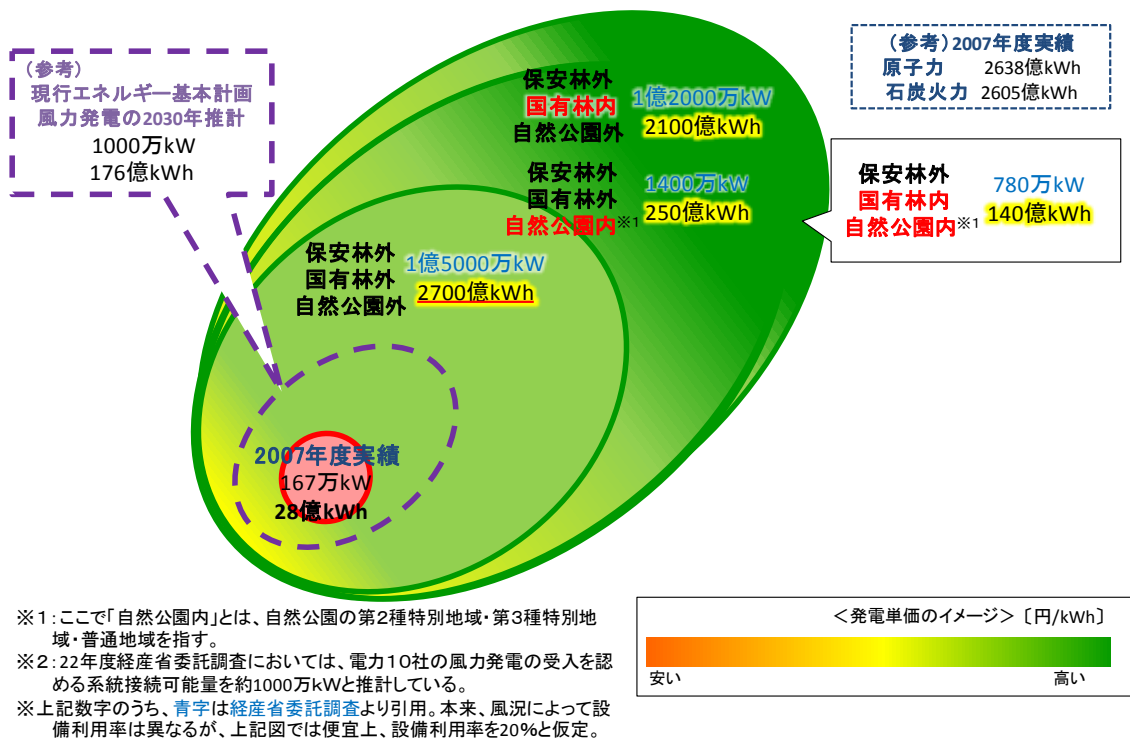 (参考)
現行エネルギー基本計画
風力発電の2030年推計
1000万kW
176億kWh
(参考)2007年度実績
原子力 2638億kWh
石炭火力 2605億kWh
保安林外
国有林内
自然公園外
1億2000万kW
2100億kWh
保安林外
国有林外
自然公園内※1
1400万kW
250億kWh
保安林外
国有林内
自然公園内※1
780万kW
140億kWh
保安林外
国有林外
自然公園外
1億5000万kW
2700億kWh
2007年度実績
167万kW
28億kWh
※1:ここで「自然公園内」とは、自然公園の第2種特別地域・第3種特別地
域・普通地域を指す。
※2:22年度経産省委託調査においては、電力10社の風力発電の受入を認
める系統接続可能量を約1000万kWと推計している。
※上記数字のうち、青字は経産省委託調査より引用。本来、風況によって設
備利用率は異なるが、上記図では便宜上、設備利用率を20%と仮定。
<発電単価のイメージ>〔円/kWh〕
安い 高い